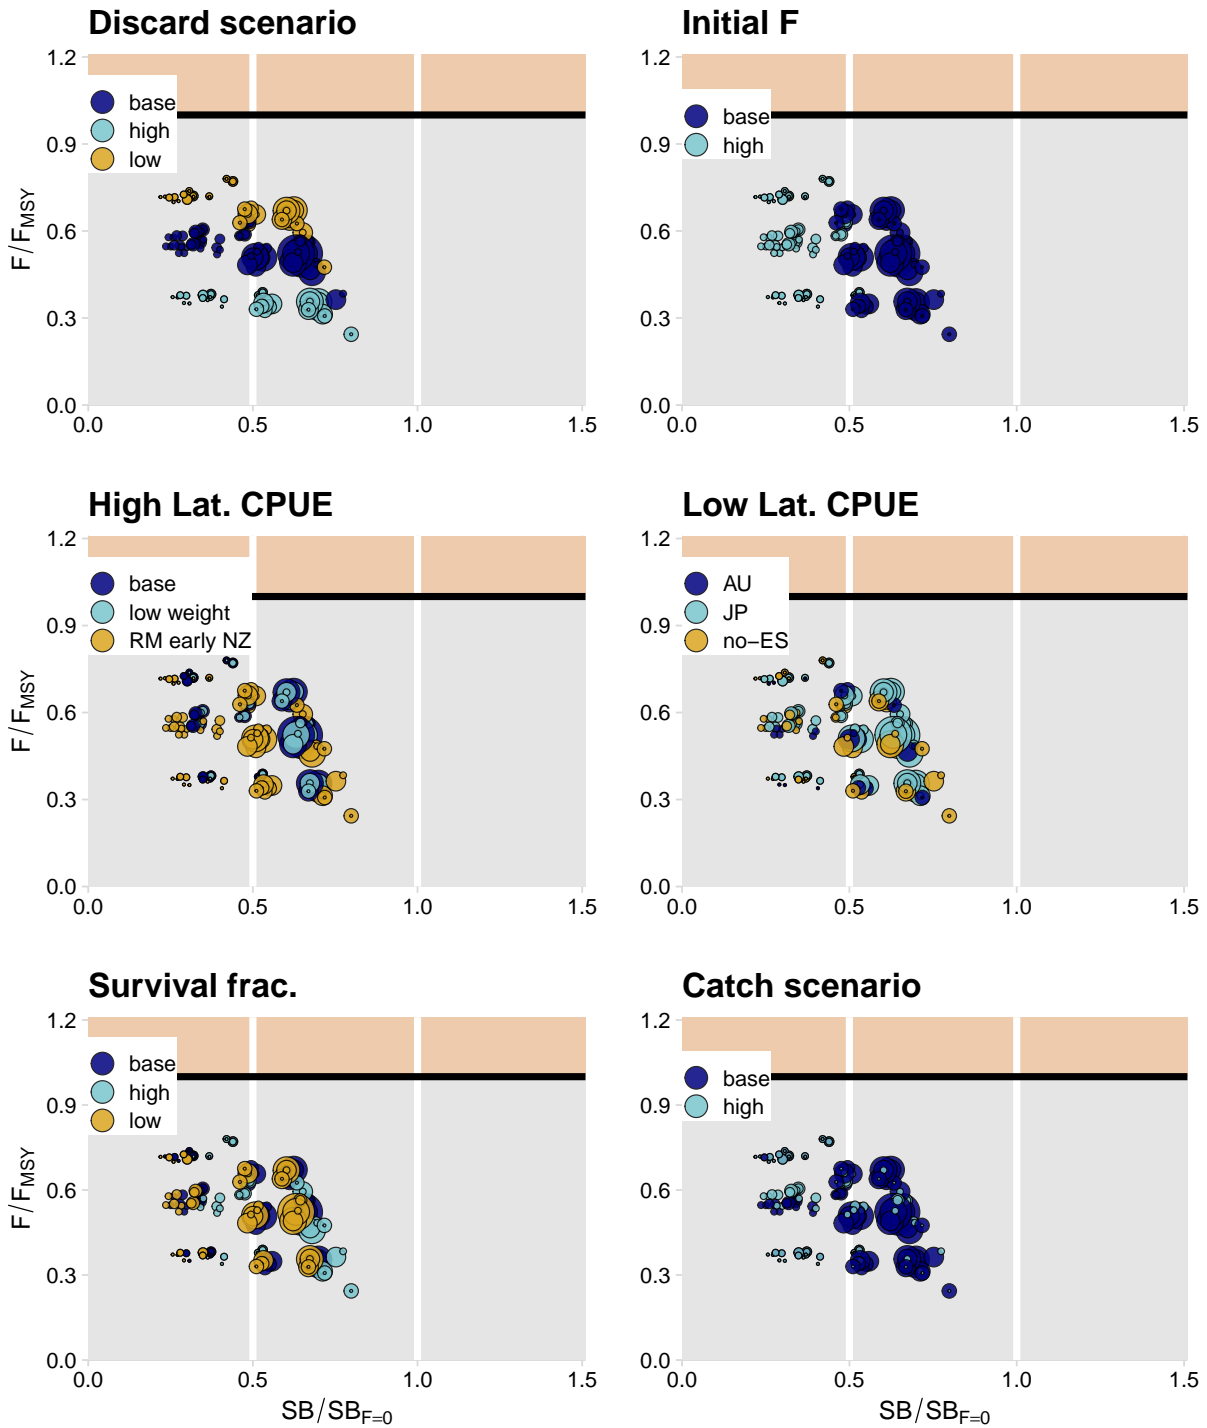 Discard scenario
Initial F
1.2
0.9
0.6
0.3
0.0
F/FMSY
base
high
low
0.0 0.5 1.0 1.5
1.2
0.9
0.6
0.3
0.0
base
high
0.0 0.5 1.0 1.5
High Lat. CPUE
Low Lat. CPUE
1.2
0.9
0.6
0.3
0.0
F/FMSY
base
low weight
RM early NZ
0.0 0.5 1.0 1.5
1.2
0.9
0.6
0.3
0.0
AU
JP
no−ES
0.0 0.5 1.0 1.5
Survival frac.
Catch scenario
1.2
0.9
0.6
0.3
0.0
F/FMSY
base
high
low
0.0 0.5 1.0 1.5
SB/SBF=0
1.2
0.9
0.6
0.3
0.0
base
high
0.0 0.5 1.0 1.5
SB/SBF=0